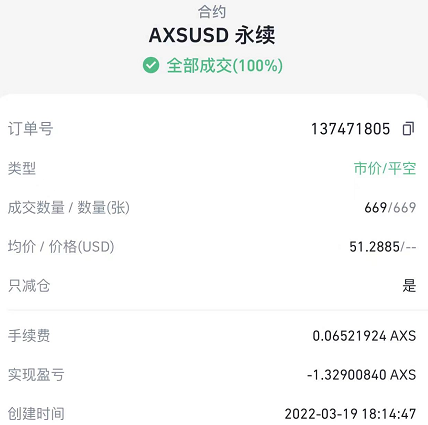 合约
AXSUSD 永续
全部成交(100%)
订单号 137471805
类型 市价/平空
成交数量 / 数量(张) 669/669
均价 / 价格(USD) 51.2885/--
只减仓 是
手续费 0.06521924 AXS
实现盈亏 -1.32900840 AXS
创建时间 2022-03-19 18:14:47